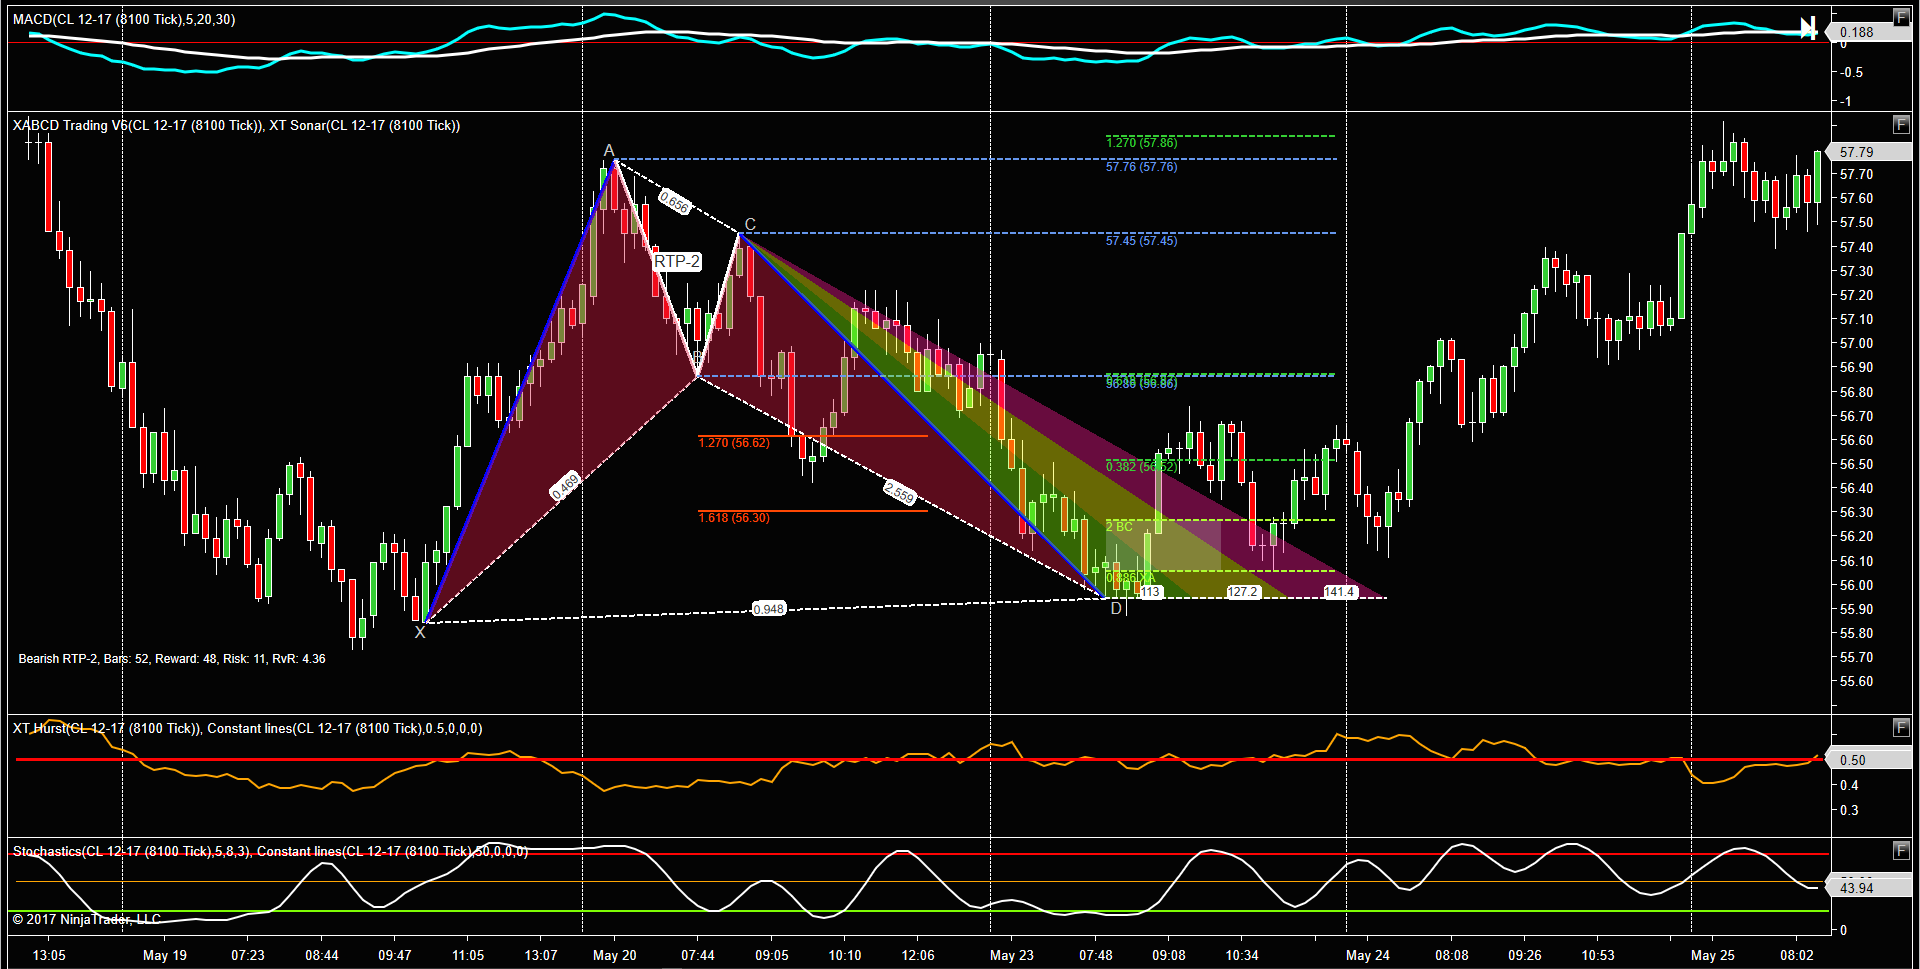 MACD(CL 12-17 (8100 Tick),5,20,30)
F
0.188
0
-0.5
-1
XABCD Trading V6(CL 12-17 (8100 Tick)), XT Sonar(CL 12-17 (8100 Tick))
F
1.270 (57.86)
A
57.79
57.76 (57.76)
57.70
0.656
57.60
C
57.50
57.45 (57.45)
57.40
RTP-2
57.30
57.20
57.10
57.00
B
56.90
56.86 (56.86)
56.80
56.70
1.270 (56.62)
56.60
0.382 (56.52)
56.50
0.469
2.559
56.40
1.618 (56.30)
56.30
2 BC
56.20
56.10
0.886 XA
56.00
113
127.2
141.4
0.948
D
55.90
X
55.80
Bearish RTP-2, Bars: 52, Reward: 48, Risk: 11, RvR: 4.36
55.70
55.60
XT Hurst(CL 12-17 (8100 Tick)), Constant lines(CL 12-17 (8100 Tick),0.5,0,0,0)
F
0.50
0.4
0.3
Stochastics(CL 12-17 (8100 Tick),5,8,3), Constant lines(CL 12-17 (8100 Tick),50,0,0,0)
F
43.94
© 2017 NinjaTrader, LLC
0
13:05 May 19 07:23 08:44 09:47 11:05 13:07 May 20 07:44 09:05 10:10 12:06 May 23 07:48 09:08 10:34 May 24 08:08 09:26 10:53 May 25 08:02